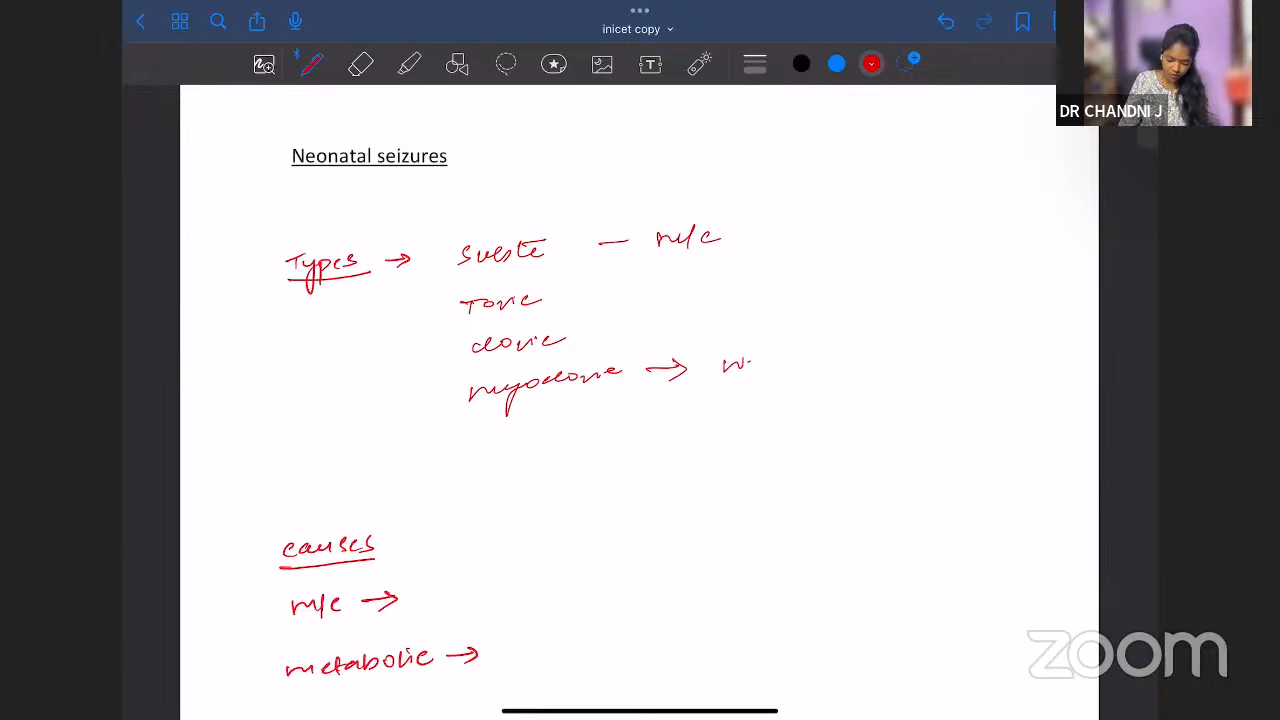 inicet copy
DR CHANDNI J
Neonatal seizures
Types → subtle — m/c
Tonic
clonic
myoclonic →
causes
m/c →
metabolic →
zoom